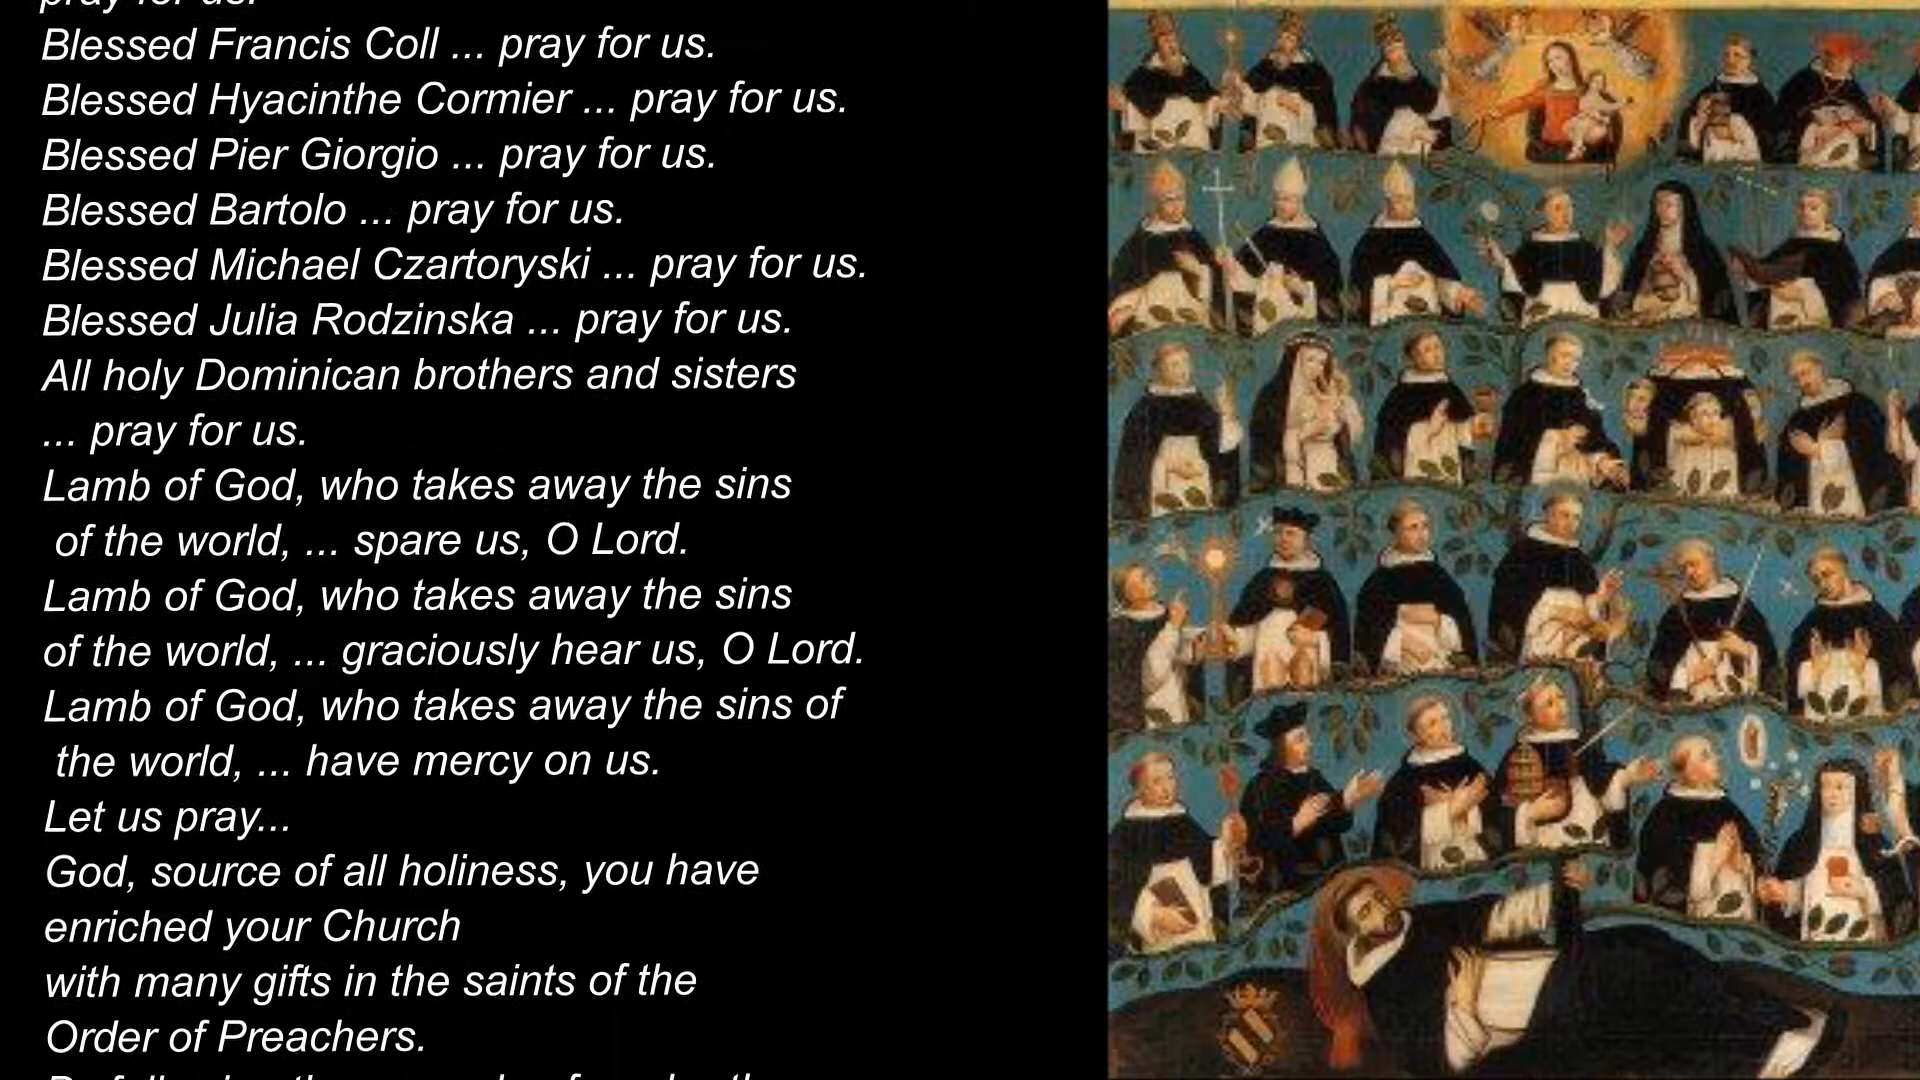 pray for us.
Blessed Francis Coll ... pray for us.
Blessed Hyacinthe Cormier ... pray for us.
Blessed Pier Giorgio ... pray for us.
Blessed Bartolo ... pray for us.
Blessed Michael Czartoryski ... pray for us.
Blessed Julia Rodzinska ... pray for us.
All holy Dominican brothers and sisters
... pray for us.
Lamb of God, who takes away the sins
of the world, ... spare us, O Lord.
Lamb of God, who takes away the sins
of the world, ... graciously hear us, O Lord.
Lamb of God, who takes away the sins of
the world, ... have mercy on us.
Let us pray...
God, source of all holiness, you have
enriched your Church
with many gifts in the saints of the
Order of Preachers.